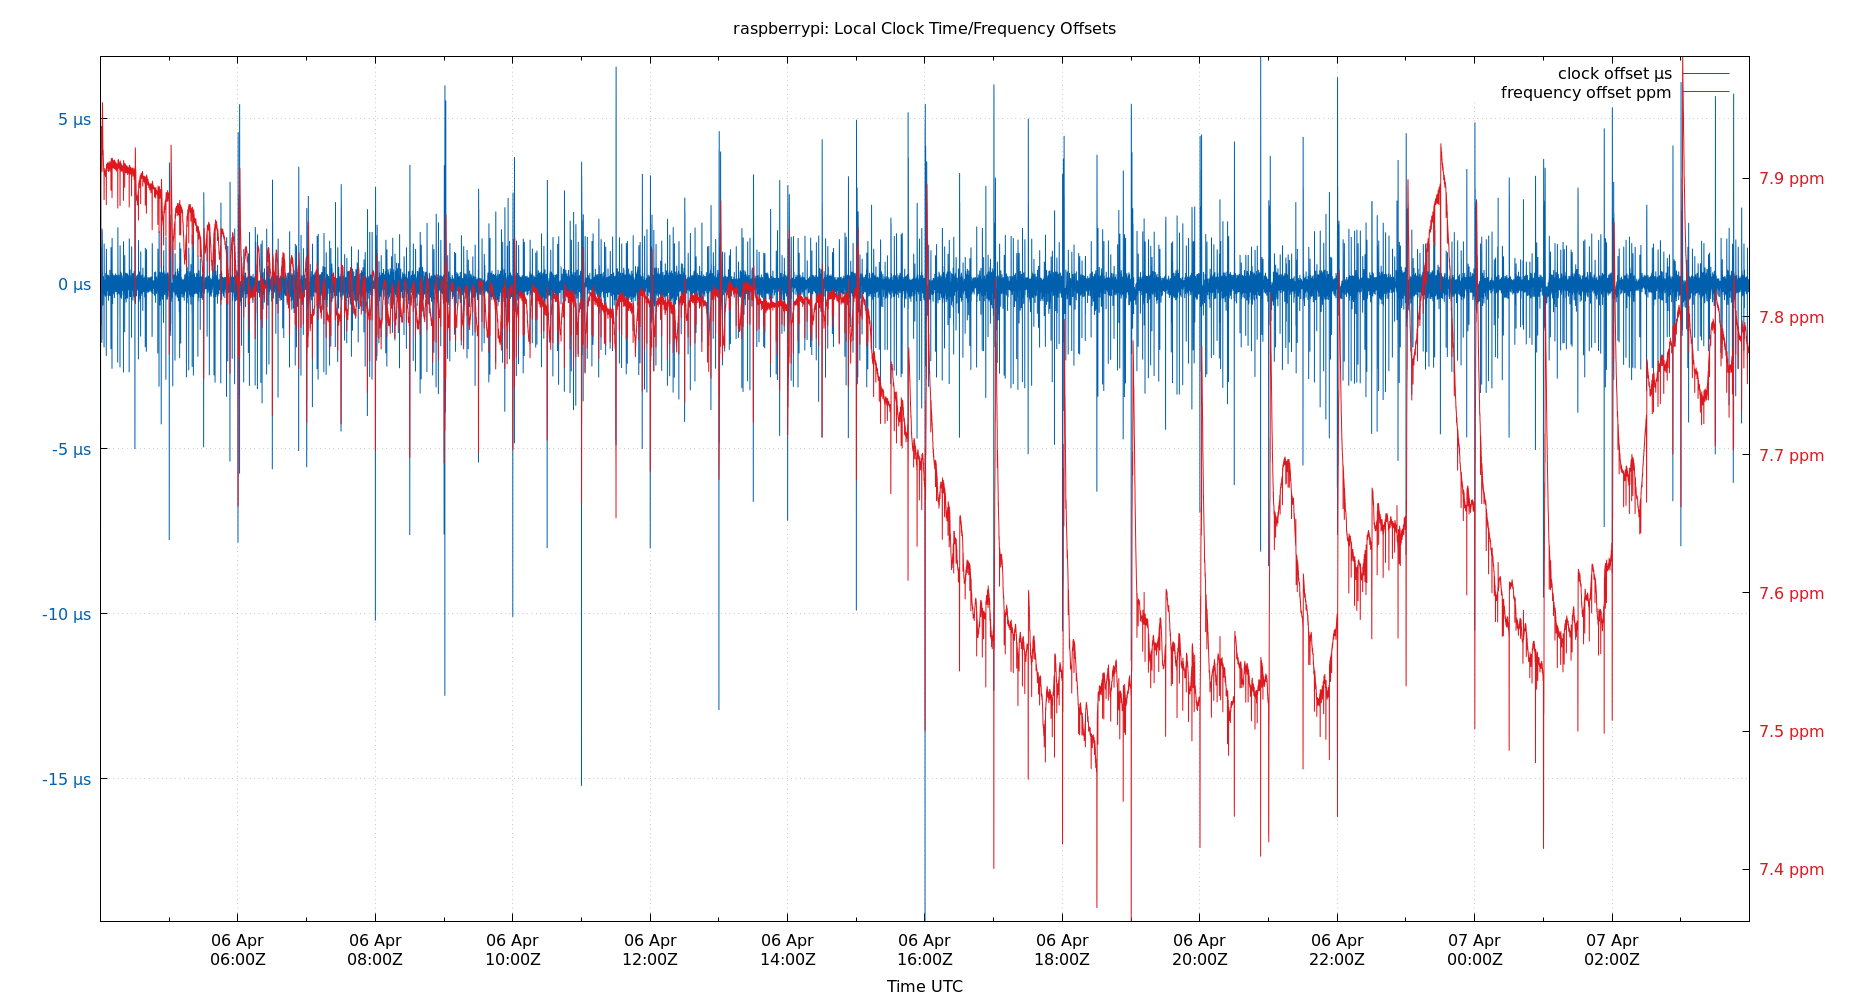 raspberrypi: Local Clock Time/Frequency Offsets
clock offset µs
frequency offset ppm
5 µs
0 µs
-5 µs
-10 µs
-15 µs
7.9 ppm
7.8 ppm
7.7 ppm
7.6 ppm
7.5 ppm
7.4 ppm
06 Apr 06 Apr 06 Apr 06 Apr 06 Apr 06 Apr 06 Apr 06 Apr 06 Apr 07 Apr 07 Apr
06:00Z 08:00Z 10:00Z 12:00Z 14:00Z 16:00Z 18:00Z 20:00Z 22:00Z 00:00Z 02:00Z
Time UTC